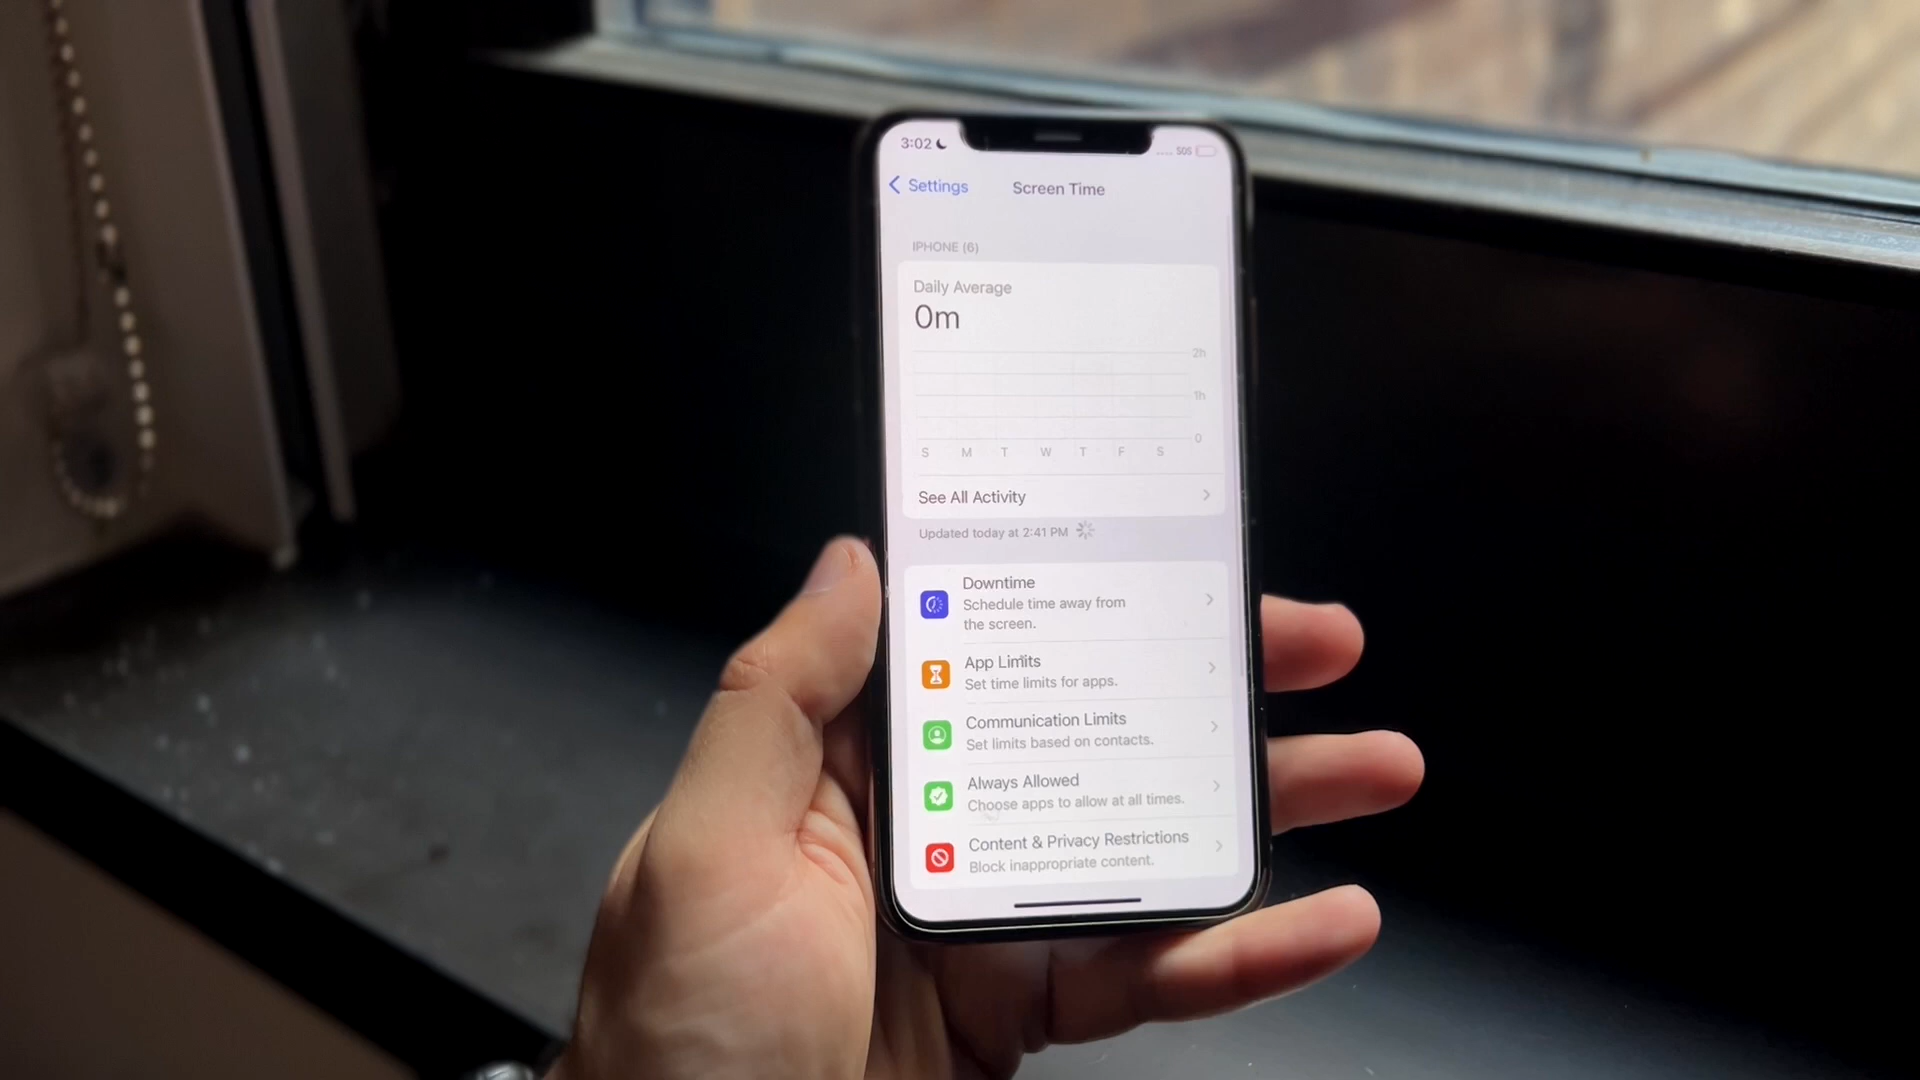 3:02
SOS
Settings
Screen Time
IPHONE (6)
Daily Average
0m
2h
1h
0
S M T W T F S
See All Activity
Updated today at 2:41 PM
Downtime
Schedule time away from
the screen.
App Limits
Set time limits for apps.
Communication Limits
Set limits based on contacts.
Always Allowed
Choose apps to allow at all times.
Content & Privacy Restrictions
Block inappropriate content.